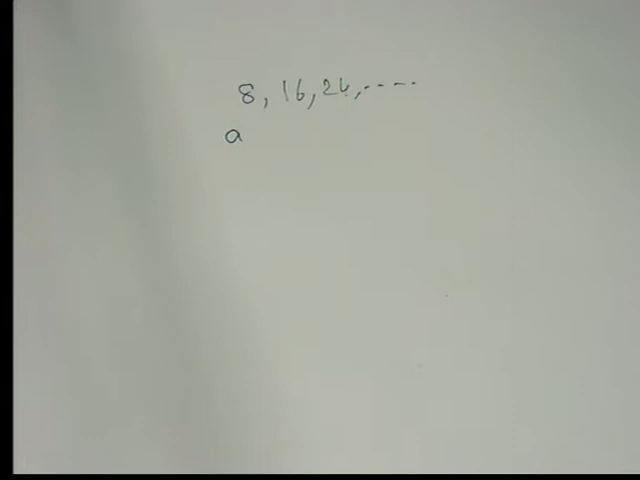 8, 16, 24, .....
a